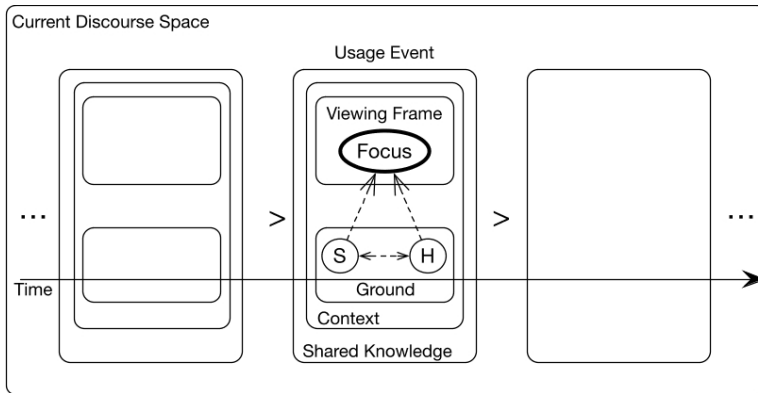 Current Discourse Space
Usage Event
Viewing Frame
Focus
... > > ...
S H
Time
Ground
Context
Shared Knowledge